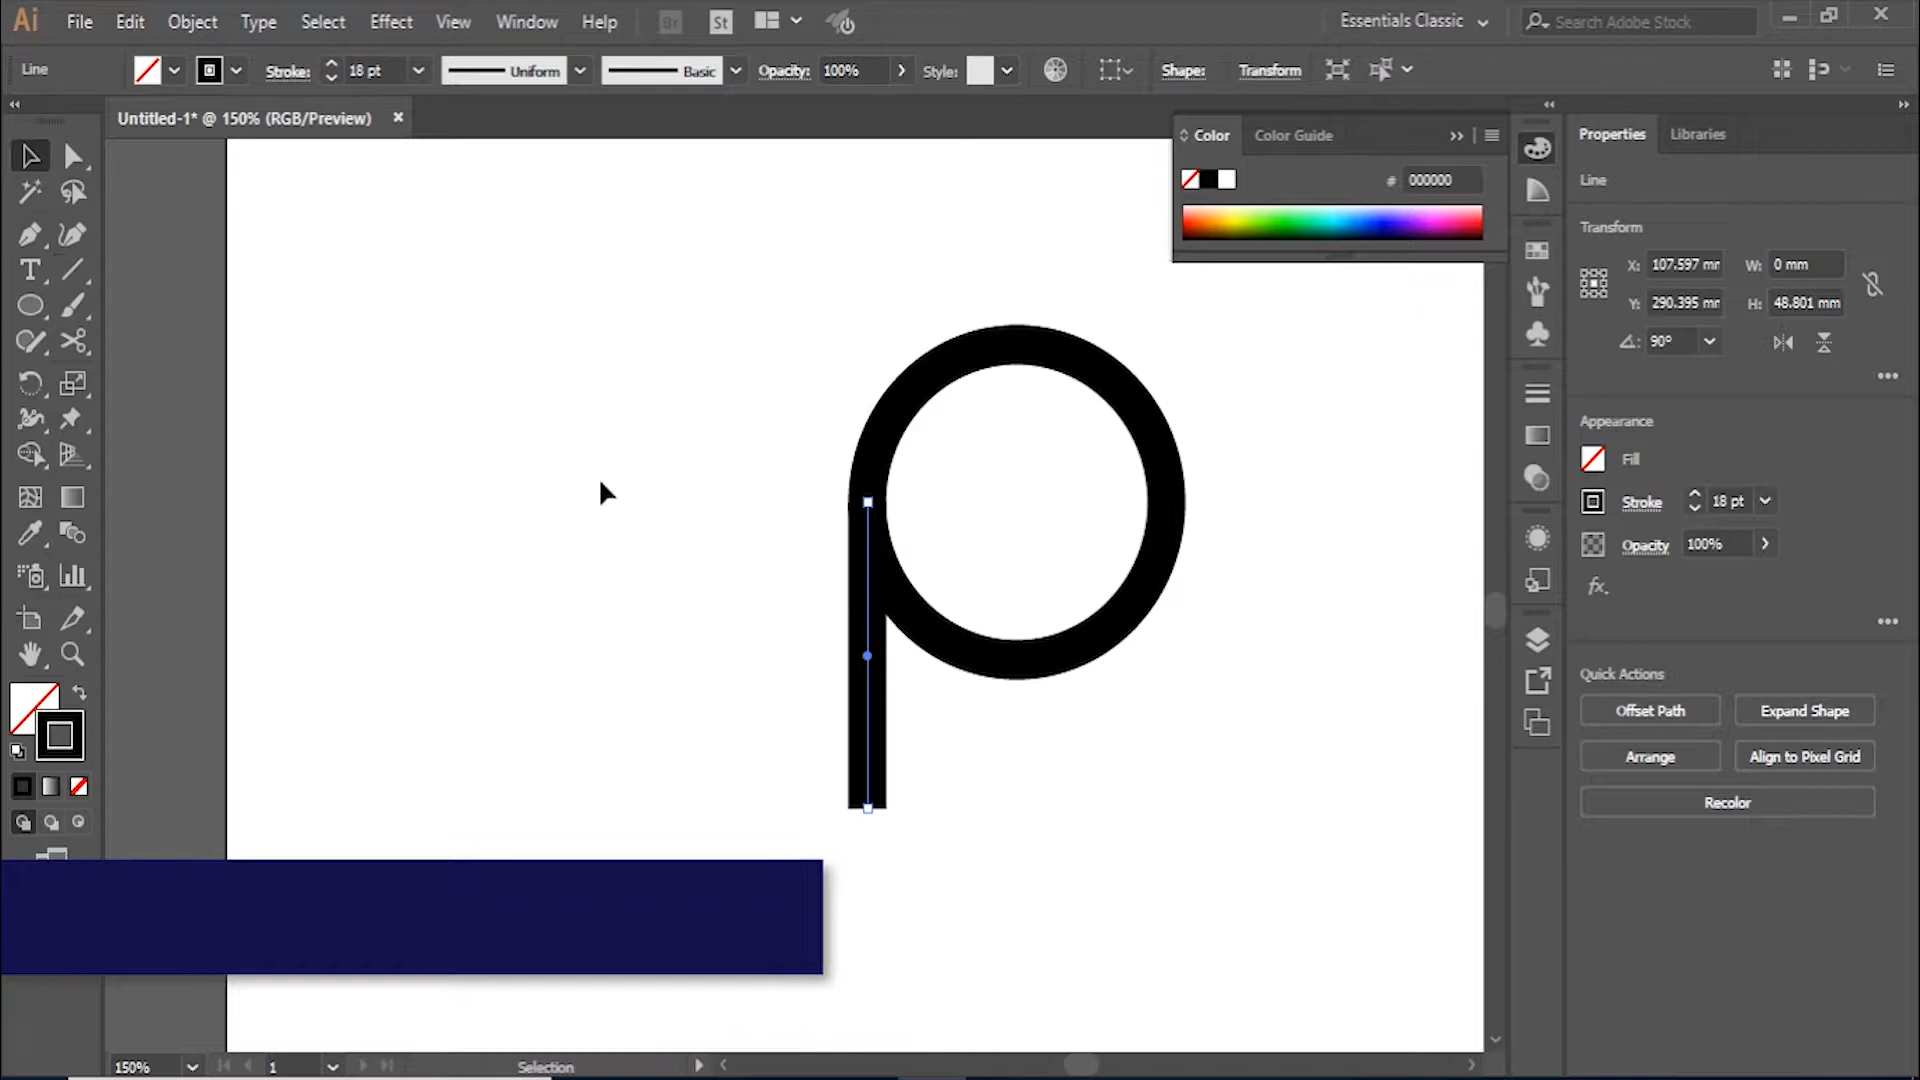 Ai File Edit Object Type Select Effect View Window Help Br St Essentials Classic Search Adobe Stock
Line Stroke: 18 pt Uniform Basic Opacity: 100% Style: Shape: Transform
Untitled-1* @ 150% (RGB/Preview)
Color Color Guide
# 000000
Properties Libraries
Line
Transform
X: 107.597 mm W: 0 mm
Y: 290.395 mm H: 48.801 mm
90°
Appearance
Fill
Stroke 18 pt
Opacity 100%
fx.
Quick Actions
Offset Path Expand Shape
Arrange Align to Pixel Grid
Recolor
150% 1 Selection